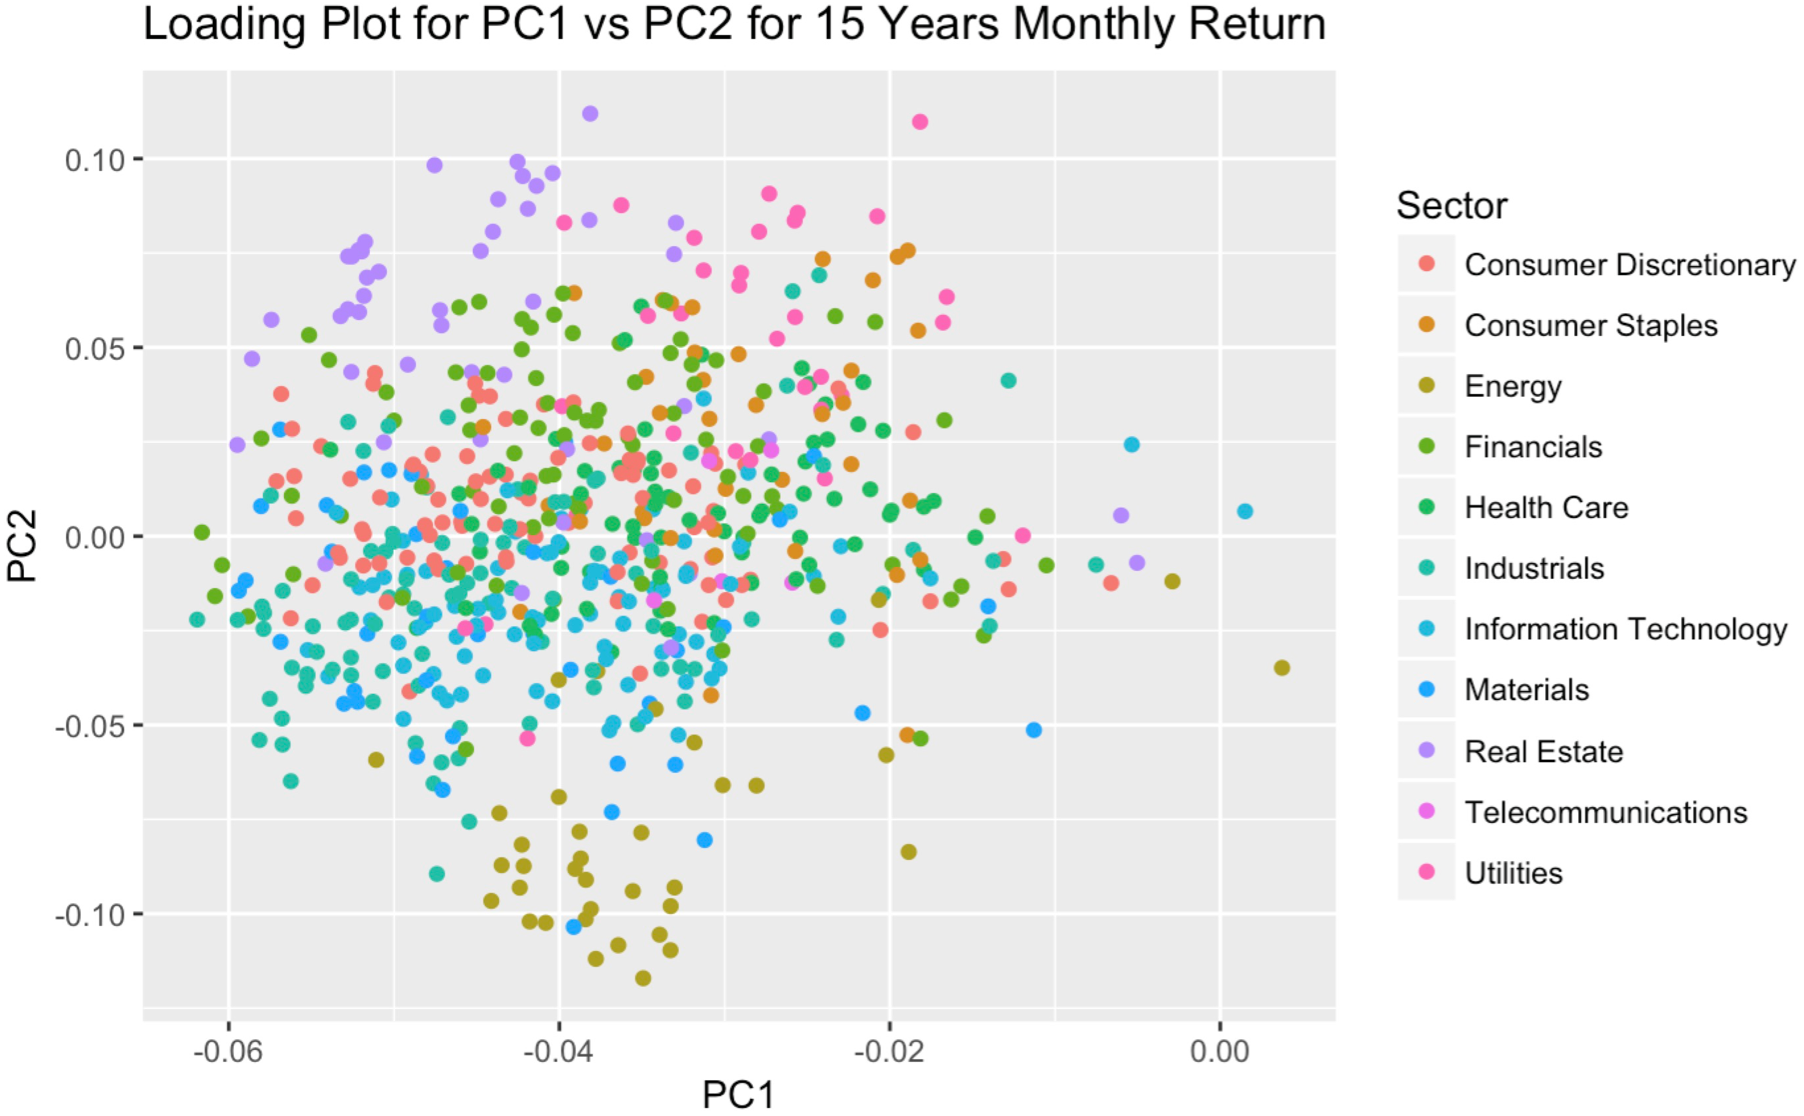 Loading Plot for PC1 vs PC2 for 15 Years Monthly Return
0.10
0.05
0.00
-0.05
-0.10
PC2
-0.06
-0.04
-0.02
0.00
PC1
Sector
Consumer Discretionary
Consumer Staples
Energy
Financials
Health Care
Industrials
Information Technology
Materials
Real Estate
Telecommunications
Utilities